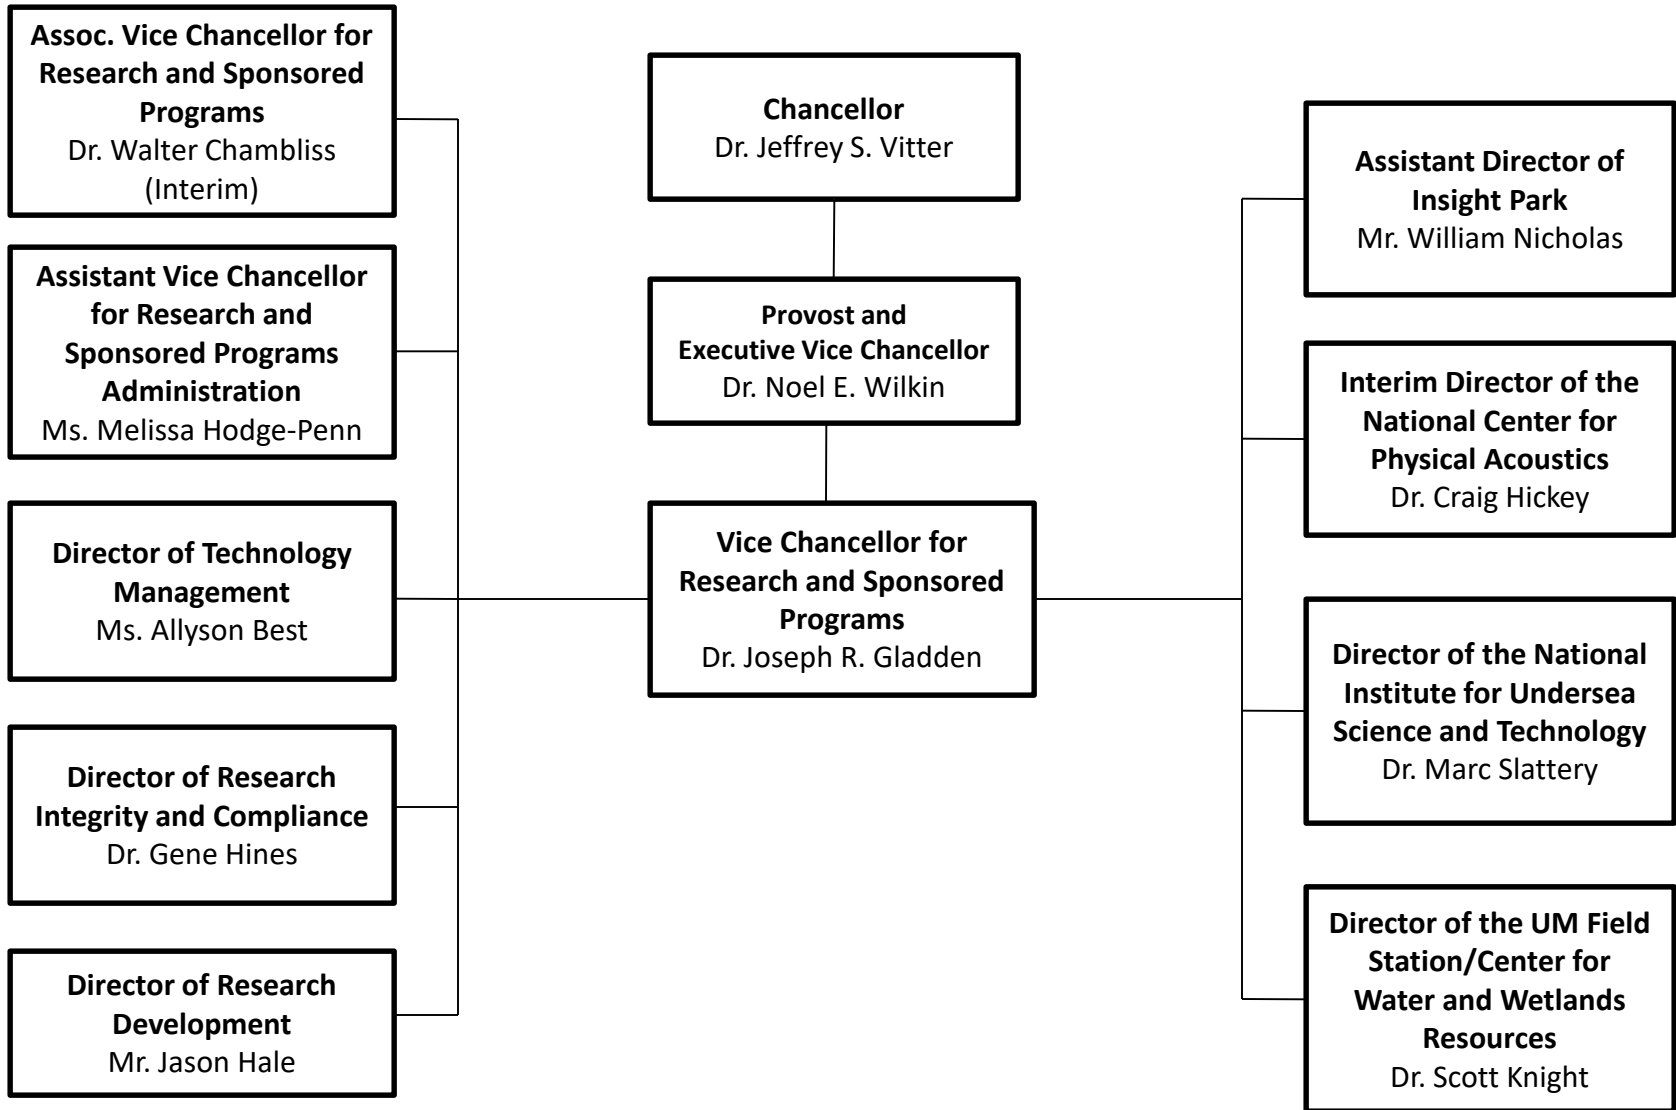 Assoc. Vice Chancellor for
Research and Sponsored
Programs
Dr. Walter Chambliss
(Interim)
Assistant Vice Chancellor
for Research and
Sponsored Programs
Administration
Ms. Melissa Hodge-Penn
Director of Technology
Management
Ms. Allyson Best
Director of Research
Integrity and Compliance
Dr. Gene Hines
Director of Research
Development
Mr. Jason Hale
Chancellor
Dr. Jeffrey S. Vitter
Provost and
Executive Vice Chancellor
Dr. Noel E. Wilkin
Vice Chancellor for
Research and Sponsored
Programs
Dr. Joseph R. Gladden
Assistant Director of
Insight Park
Mr. William Nicholas
Interim Director of the
National Center for
Physical Acoustics
Dr. Craig Hickey
Director of the National
Institute for Undersea
Science and Technology
Dr. Marc Slattery
Director of the UM Field
Station/Center for
Water and Wetlands
Resources
Dr. Scott Knight